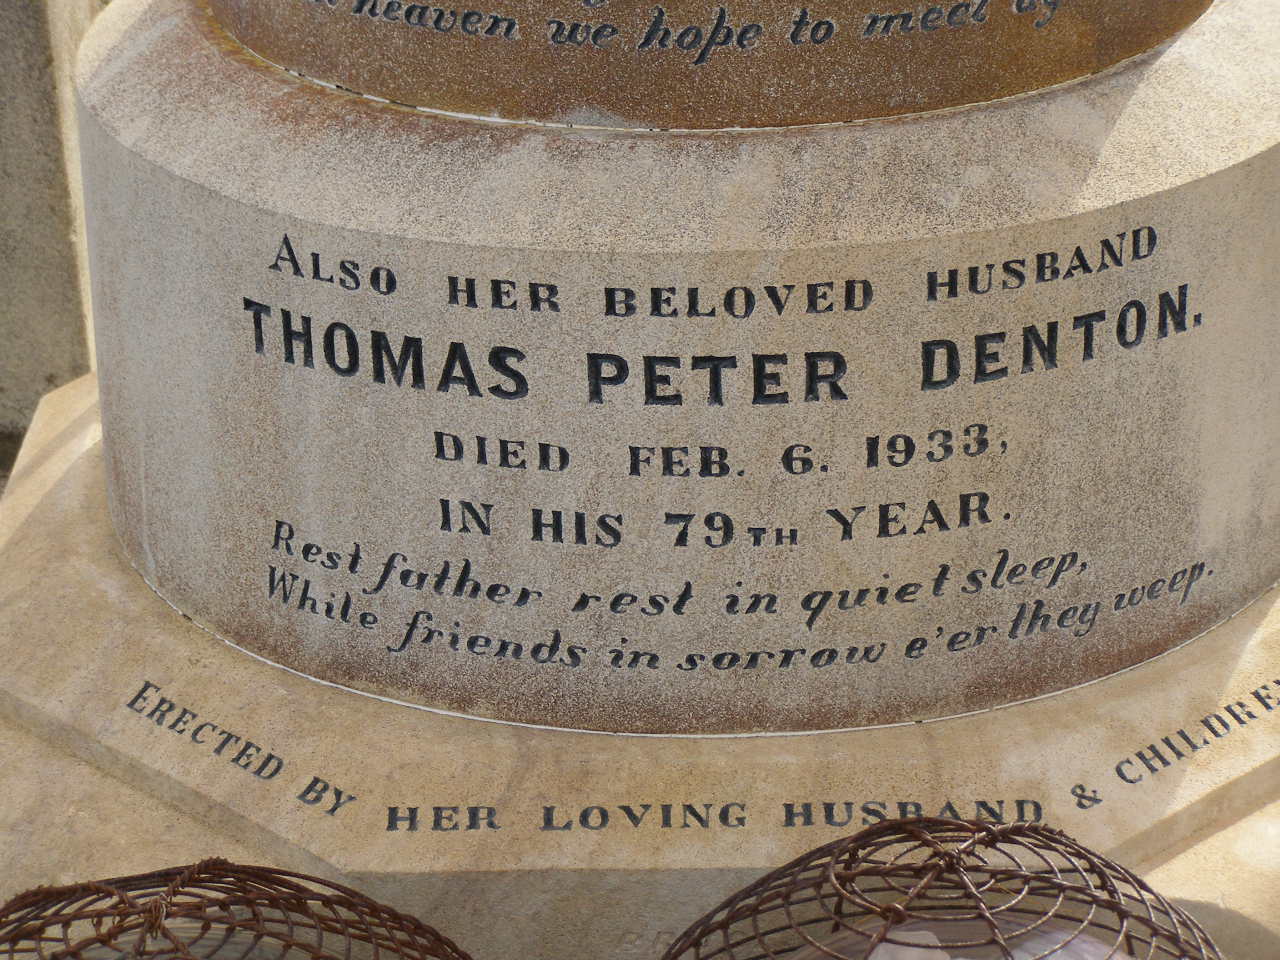 heaven we hope to meet
ALSO HER BELOVED HUSBAND
THOMAS PETER DENTON.
DIED FEB. 6. 1933,
IN HIS 79TH YEAR.
Rest father rest in quiet sleep,
While friends in sorrow e'er they weep.
ERECTED BY HER LOVING HUSBAND & CHILDREN